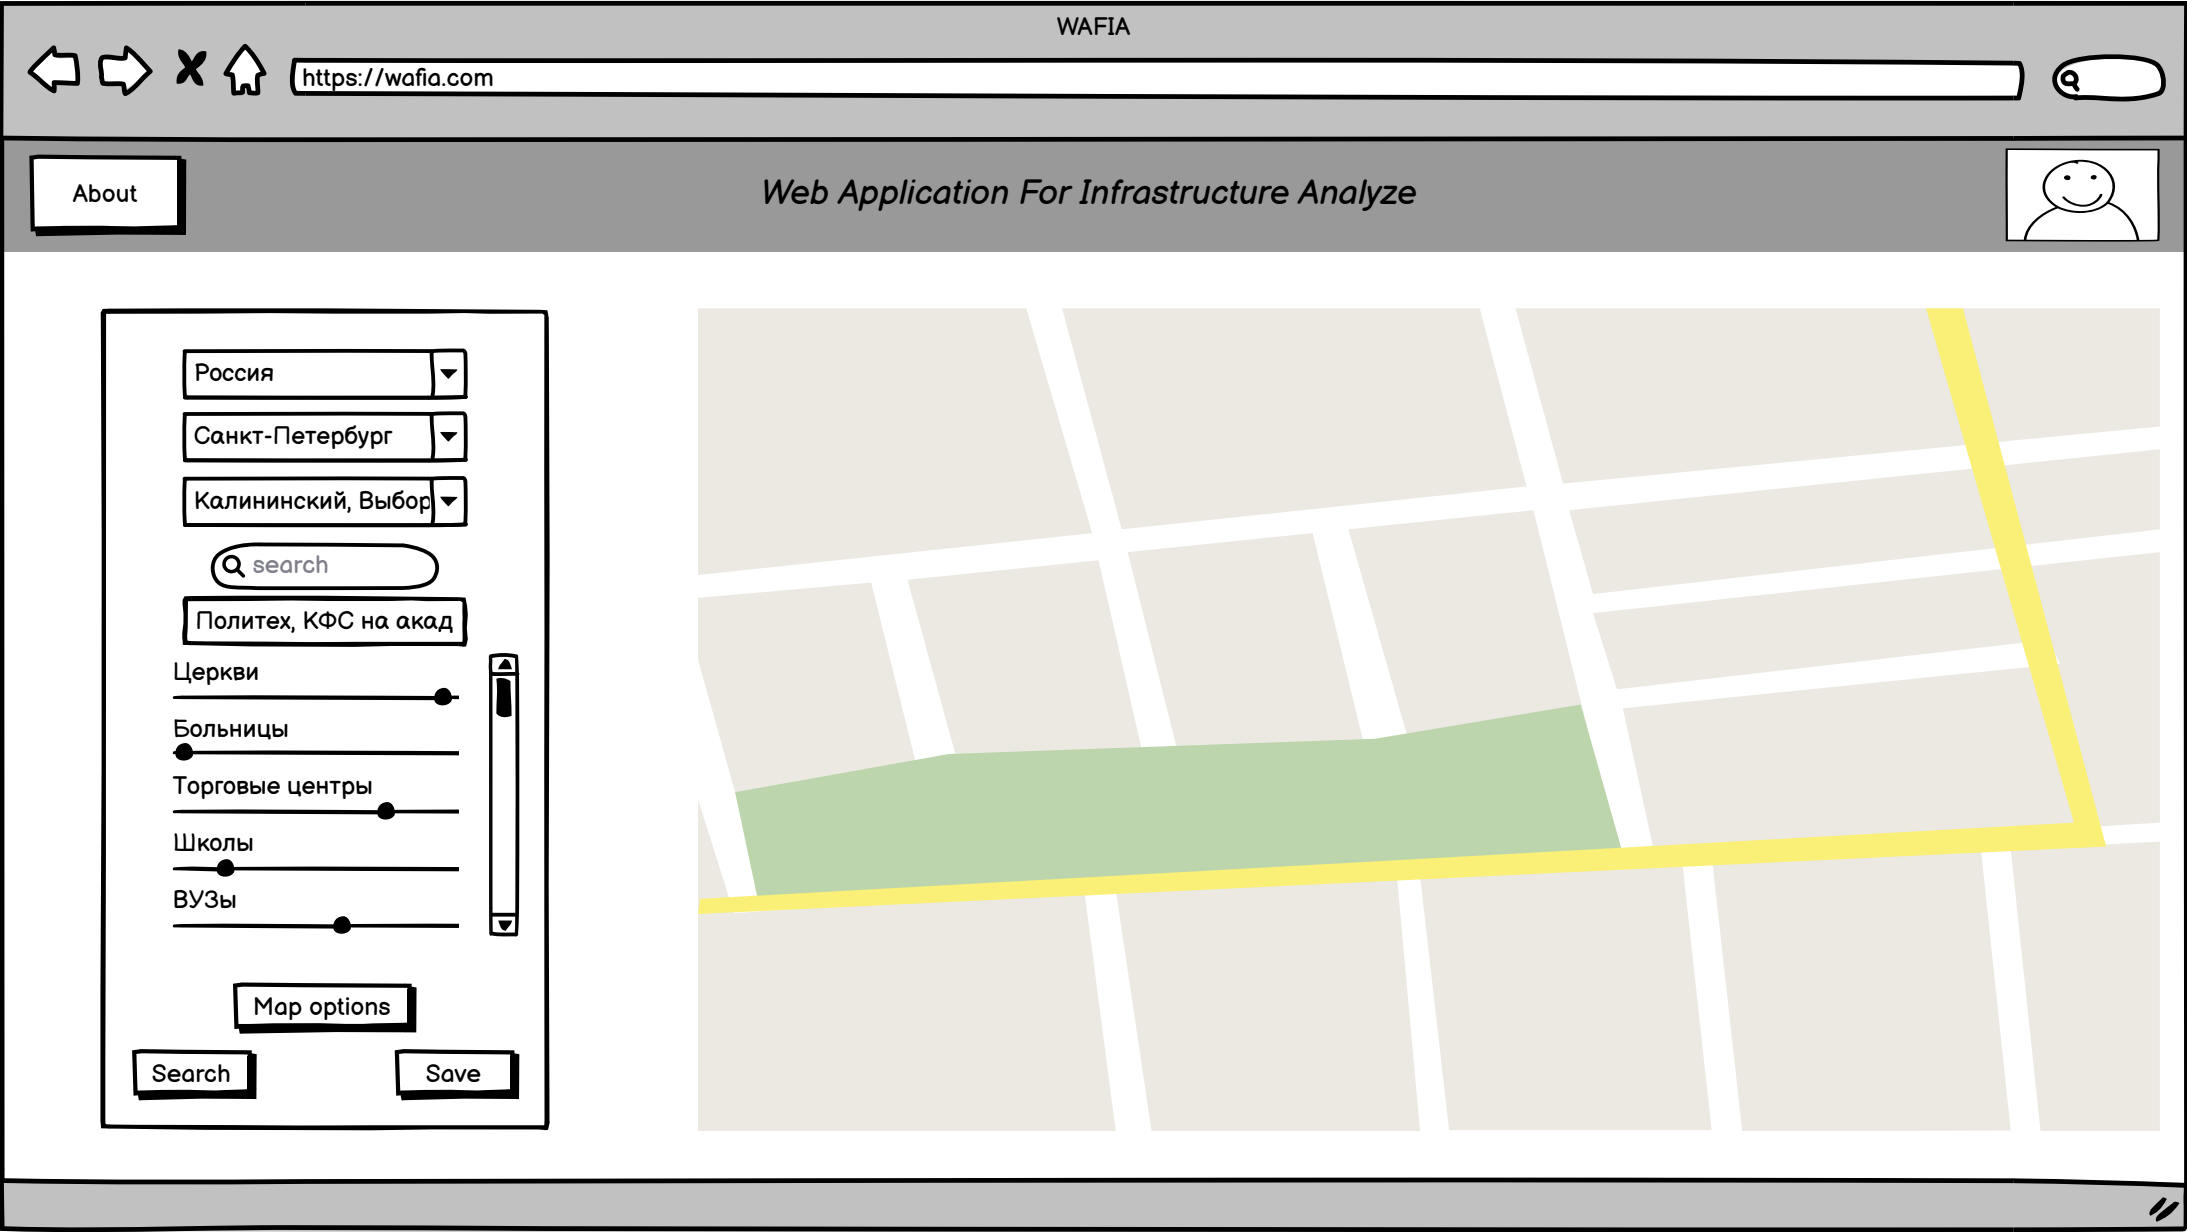 WAFIA
https://wafia.com
About
Web Application For Infrastructure Analyze
Россия
Санкт-Петербург
Калининский, Выбор
search
Политех, КФС на акад
Церкви
Больницы
Торговые центры
Школы
ВУЗы
Map options
Search
Save